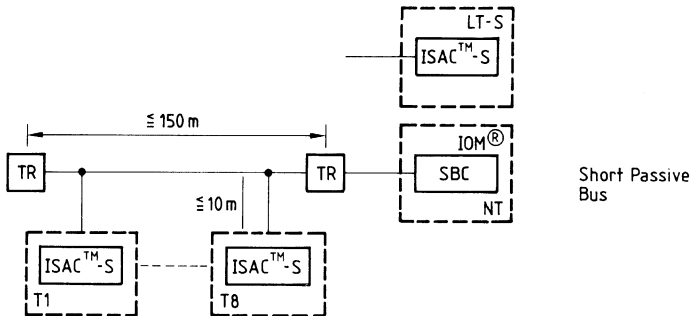 LT-S
ISAC™-S
≦ 150 m
TR
TR
IOM®
SBC
NT
Short Passive
Bus
≦ 10 m
ISAC™-S
T1
ISAC™-S
T8